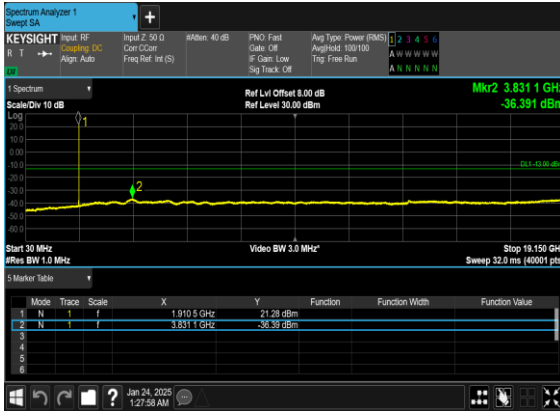 Spectrum Analyzer 1
Swept SA
+
KEYSIGHT Input: RF Input Z: 50 Ω #Atten: 40 dB PNO: Fast Avg Type: Power (RMS) 1 2 3 4 5 6
R T Coupling: DC Corr CCorr Gate: Off Avg|Hold: 100/100 A W W W W W
Align: Auto Freq Ref: Int (S) IF Gain: Low Trig: Free Run
Sig Track: Off A N N N N N
1 Spectrum Ref Lvl Offset 8.00 dB Mkr2 3.831 1 GHz
Scale/Div 10 dB Ref Level 30.00 dBm -36.391 dBm
Log
20.0
10.0
0.00
-10.0
-20.0
-30.0
-40.0
-50.0
-60.0
1
2
DL1 -13.00 dBm
Start 30 MHz Video BW 3.0 MHz* Stop 19.150 GHz
#Res BW 1.0 MHz Sweep 32.0 ms (40001 pts)
5 Marker Table
Mode Trace Scale X Y Function Function Width Function Value
1 N 1 f 1.910 5 GHz 21.28 dBm
2 N 1 f 3.831 1 GHz -36.39 dBm
3
4
5
6
? Jan 24, 2025
1:27:58 AM